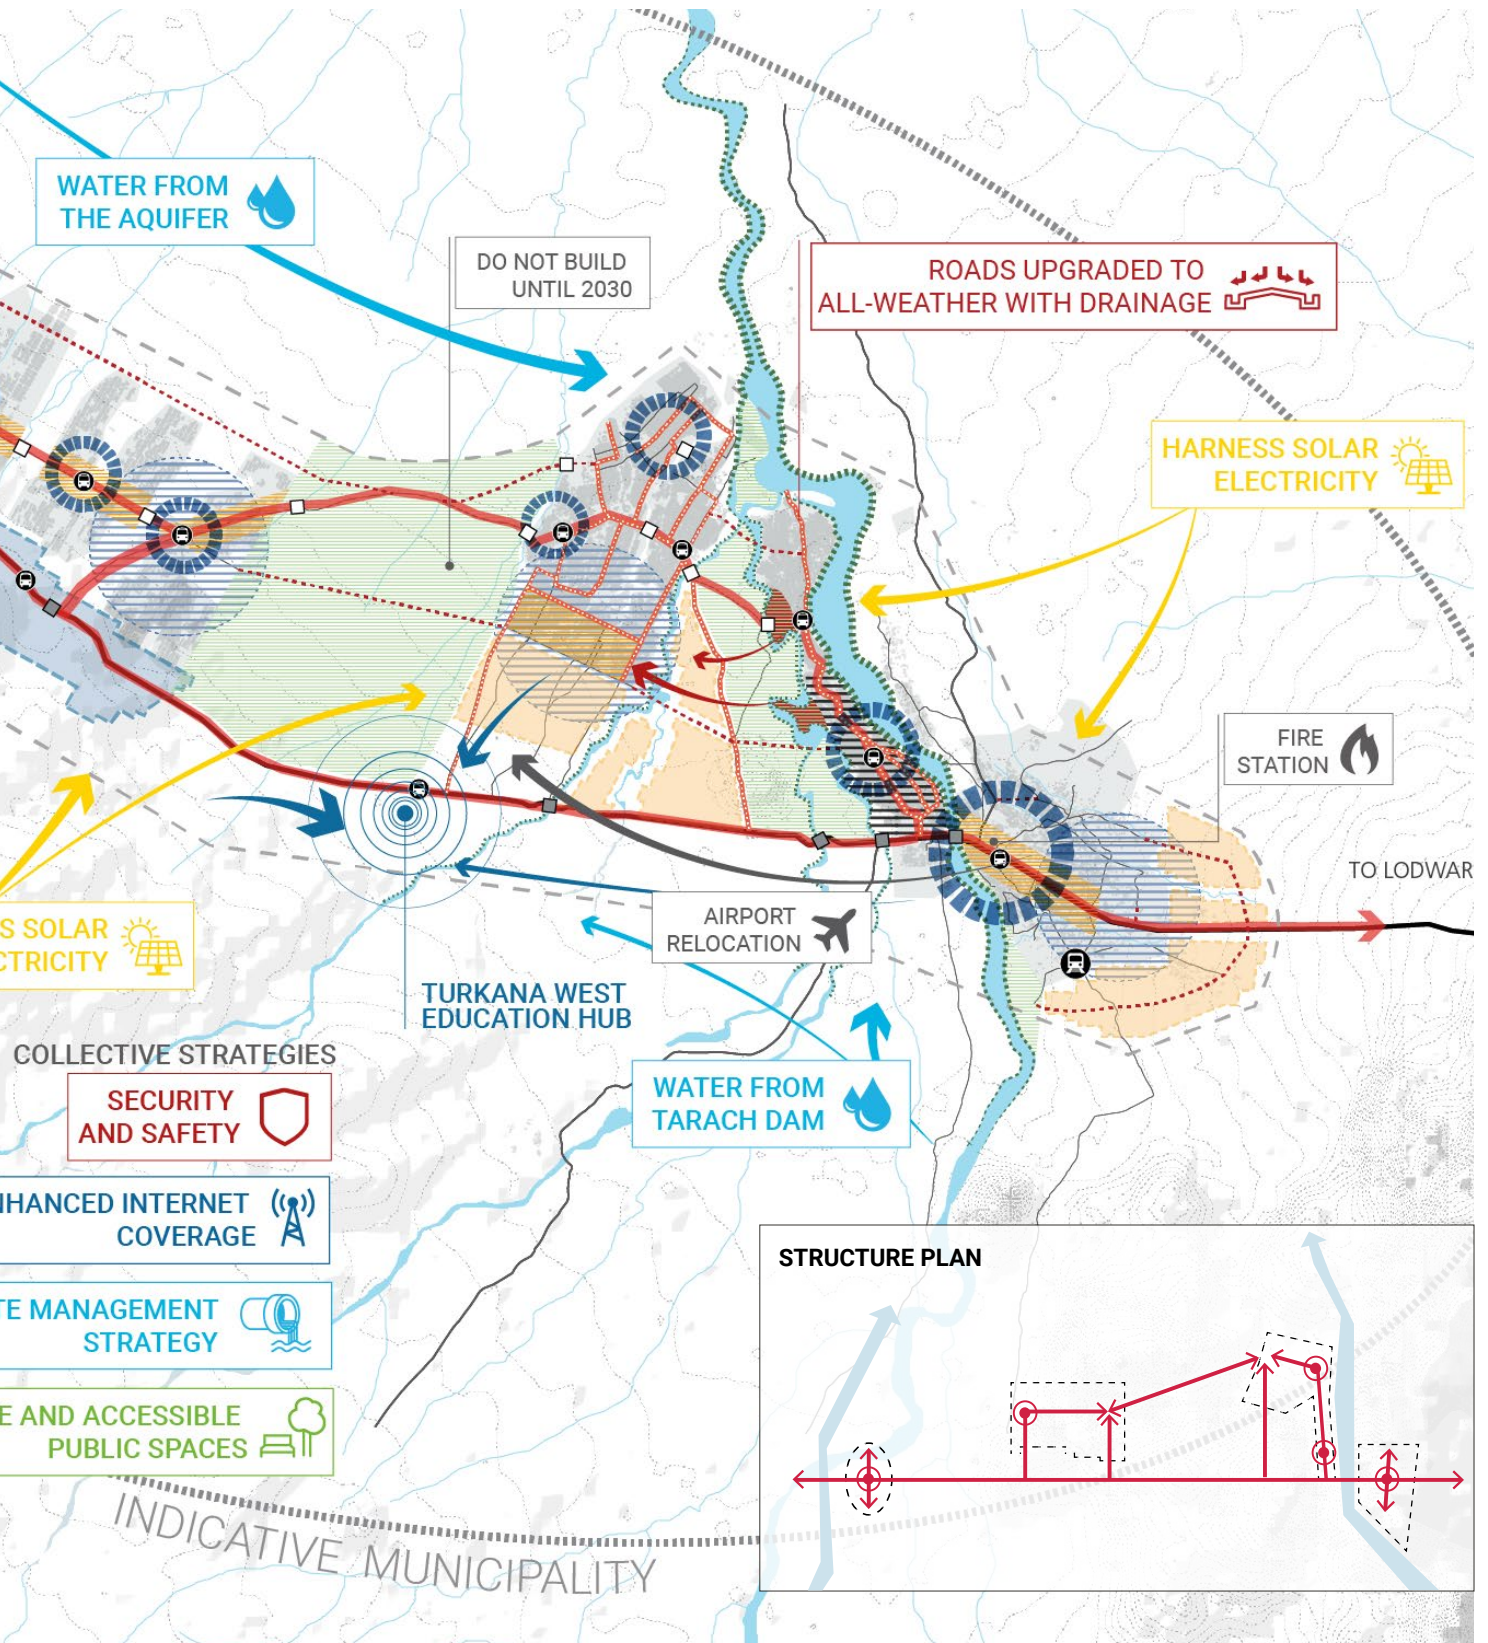 WATER FROM
THE AQUIFER
DO NOT BUILD
UNTIL 2030
ROADS UPGRADED TO
ALL-WEATHER WITH DRAINAGE
HARNESS SOLAR
ELECTRICITY
FIRE
STATION
TO LODWAR
S SOLAR
CTRICITY
AIRPORT
RELOCATION
TURKANA WEST
EDUCATION HUB
COLLECTIVE STRATEGIES
SECURITY
AND SAFETY
WATER FROM
TARACH DAM
NHANCED INTERNET
COVERAGE
TE MANAGEMENT
STRATEGY
E AND ACCESSIBLE
PUBLIC SPACES
STRUCTURE PLAN
INDICATIVE MUNICIPALITY